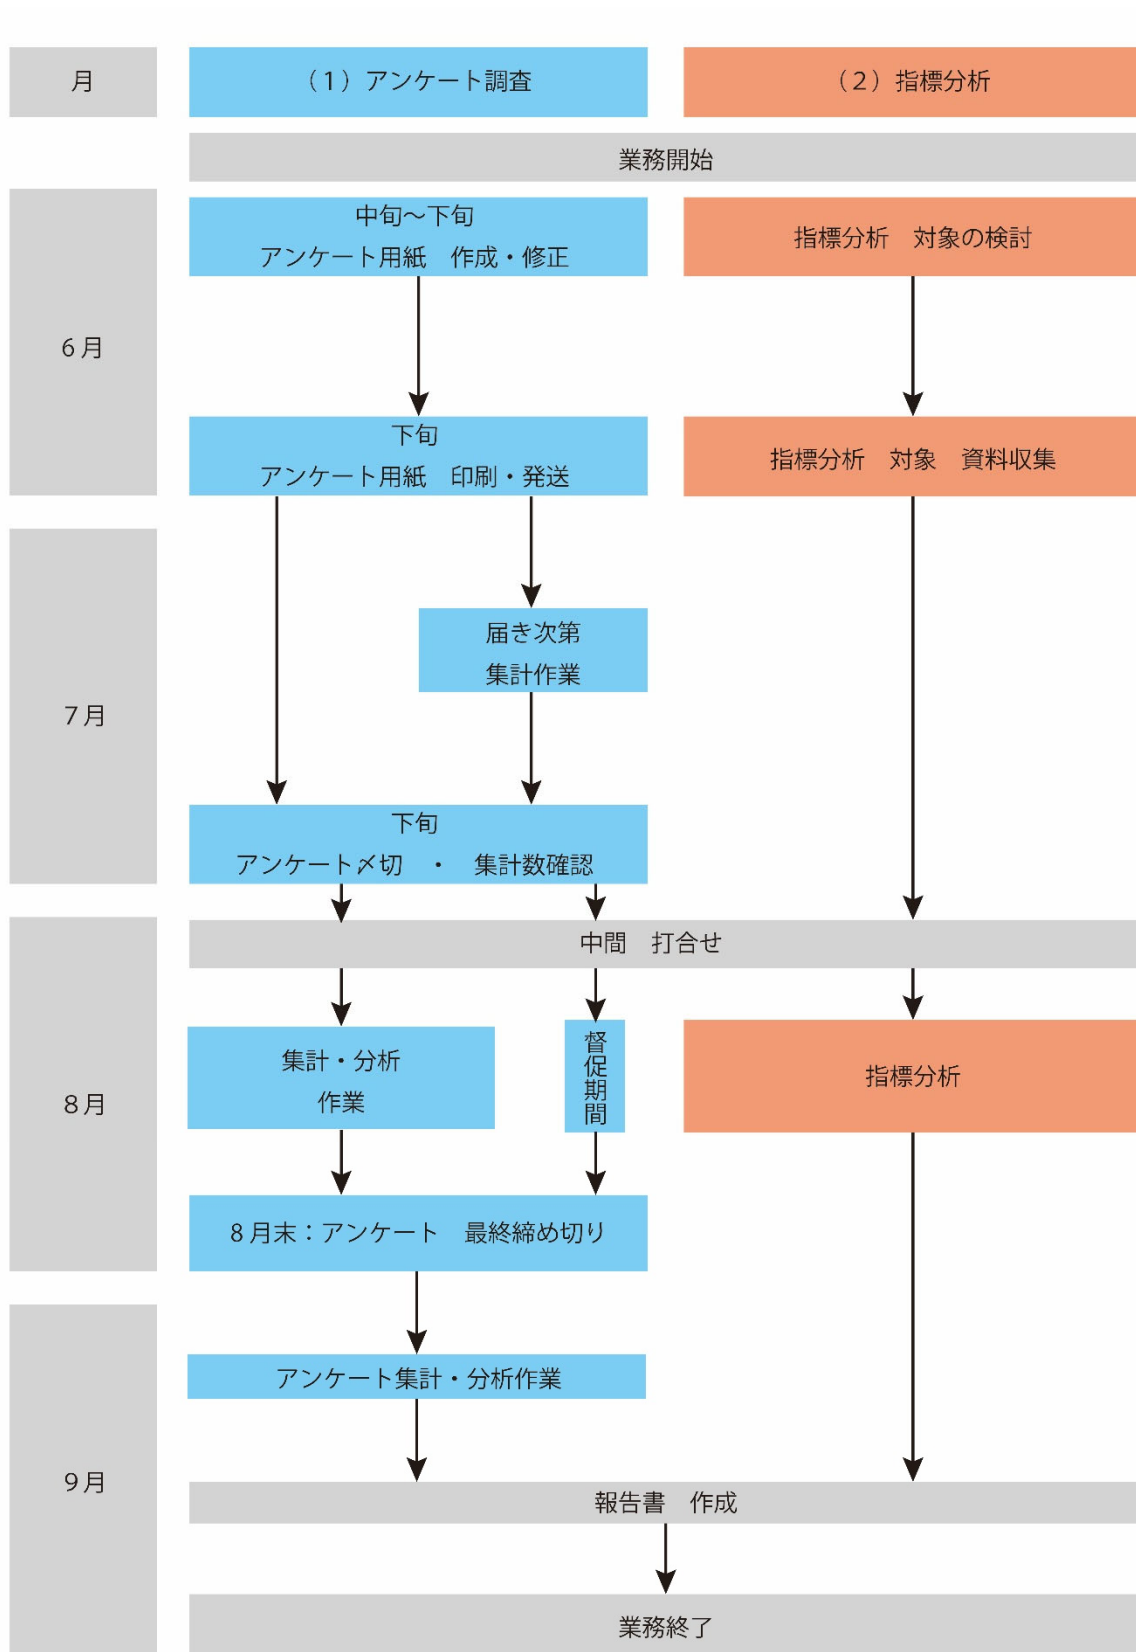 月
（１）アンケート調査
（２）指標分析
業務開始
６月
中旬～下旬
アンケート用紙　作成・修正
指標分析　対象の検討
下旬
アンケート用紙　印刷・発送
指標分析　対象　資料収集
７月
届き次第
集計作業
下旬
アンケート〆切　・　集計数確認
中間　打合せ
８月
集計・分析
作業
督促期間
指標分析
８月末：アンケート　最終締め切り
９月
アンケート集計・分析作業
報告書　作成
業務終了